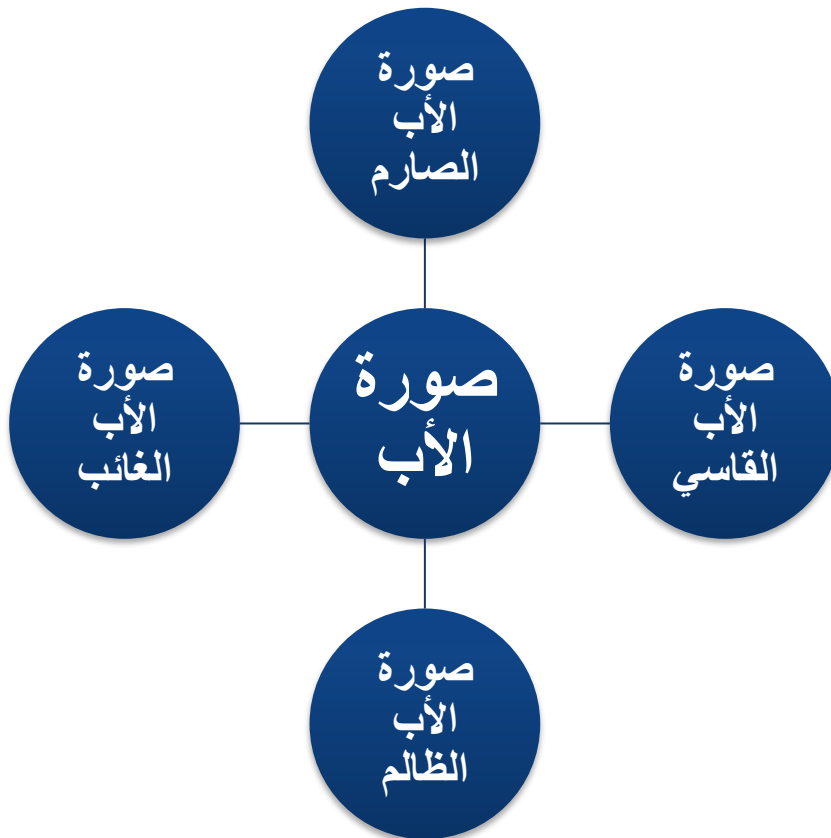 صورة
الأب
الصارم
صورة
الأب
صورة
الأب
القاسي
صورة
الأب
الظالم
صورة
الأب
الغائب